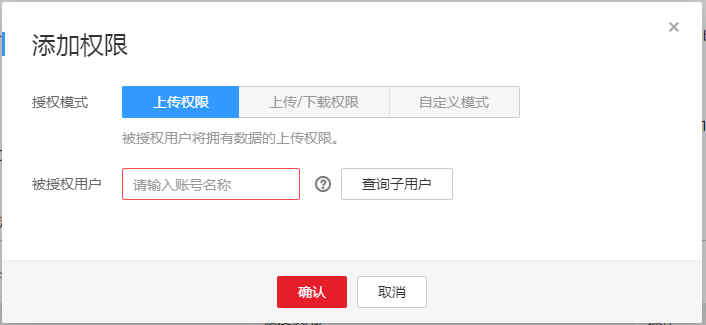 添加权限
授权模式 上传权限 上传/下载权限 自定义模式
被授权用户将拥有数据的上传权限。
被授权用户 请输入账号名称 查询子用户
确认 取消